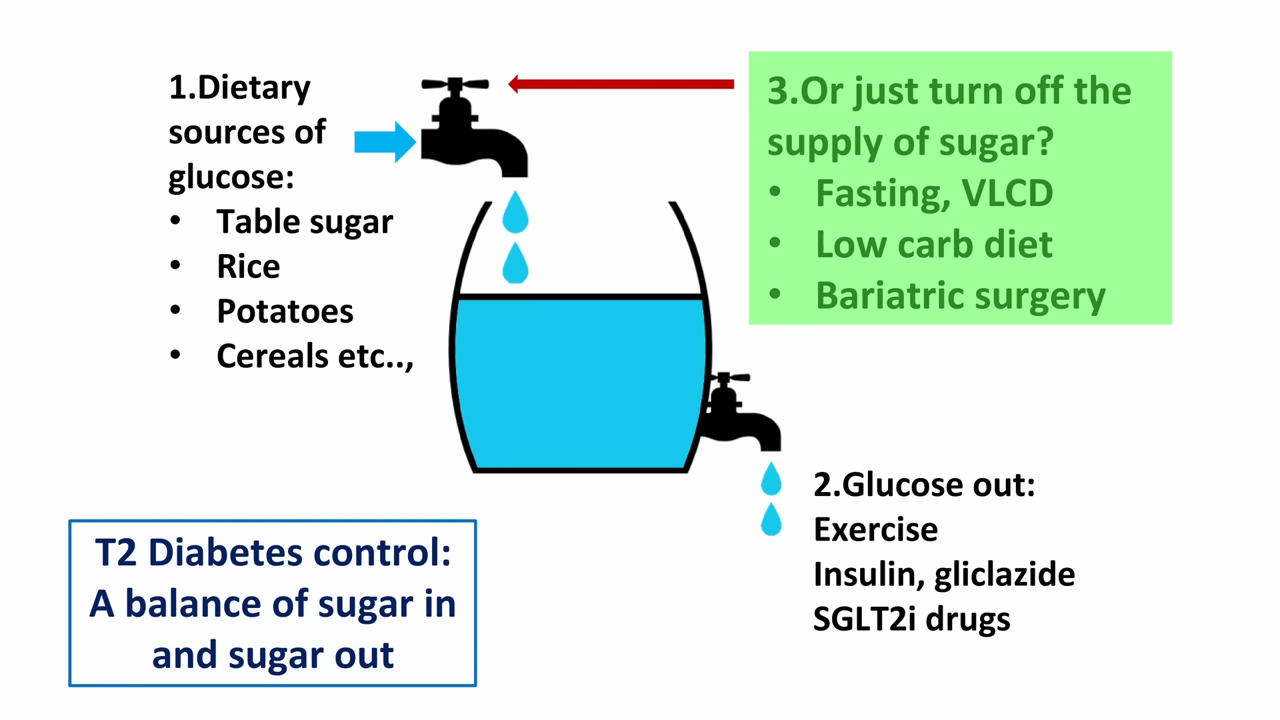 1.Dietary
sources of
glucose:
• Table sugar
• Rice
• Potatoes
• Cereals etc..,
3.Or just turn off the
supply of sugar?
• Fasting, VLCD
• Low carb diet
• Bariatric surgery
2.Glucose out:
Exercise
Insulin, gliclazide
SGLT2i drugs
T2 Diabetes control:
A balance of sugar in
and sugar out